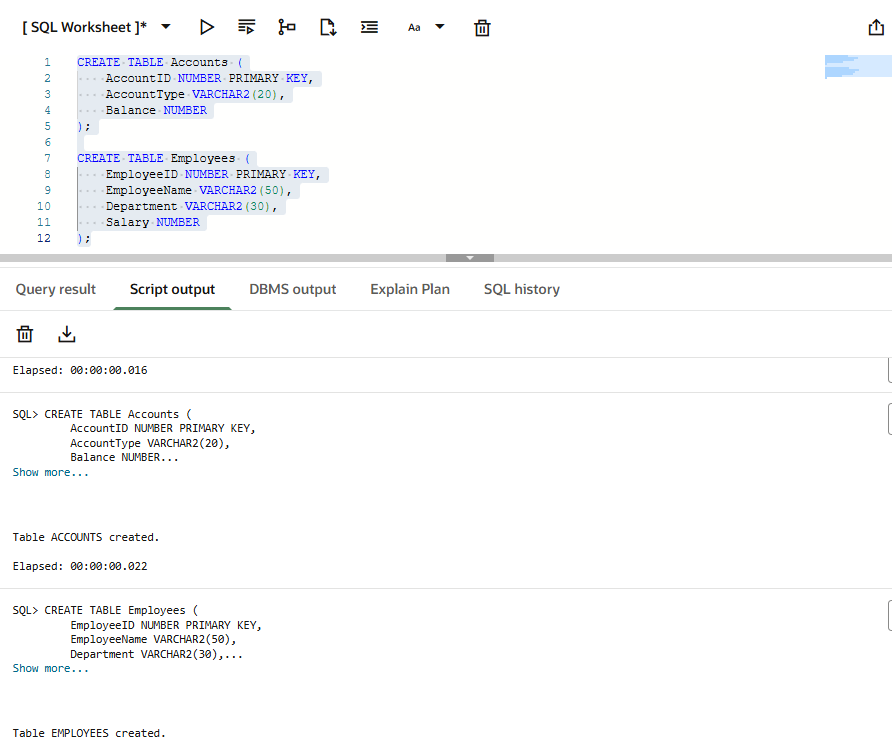 [ SQL Worksheet ]*
Aa
1 CREATE TABLE Accounts (
2 AccountID NUMBER PRIMARY KEY,
3 AccountType VARCHAR2(20),
4 Balance NUMBER
5 );
6
7 CREATE TABLE Employees (
8 EmployeeID NUMBER PRIMARY KEY,
9 EmployeeName VARCHAR2(50),
10 Department VARCHAR2(30),
11 Salary NUMBER
12 );
Query result Script output DBMS output Explain Plan SQL history
Elapsed: 00:00:00.016
SQL> CREATE TABLE Accounts (
AccountID NUMBER PRIMARY KEY,
AccountType VARCHAR2(20),
Balance NUMBER...
Show more...
Table ACCOUNTS created.
Elapsed: 00:00:00.022
SQL> CREATE TABLE Employees (
EmployeeID NUMBER PRIMARY KEY,
EmployeeName VARCHAR2(50),
Department VARCHAR2(30),...
Show more...
Table EMPLOYEES created.